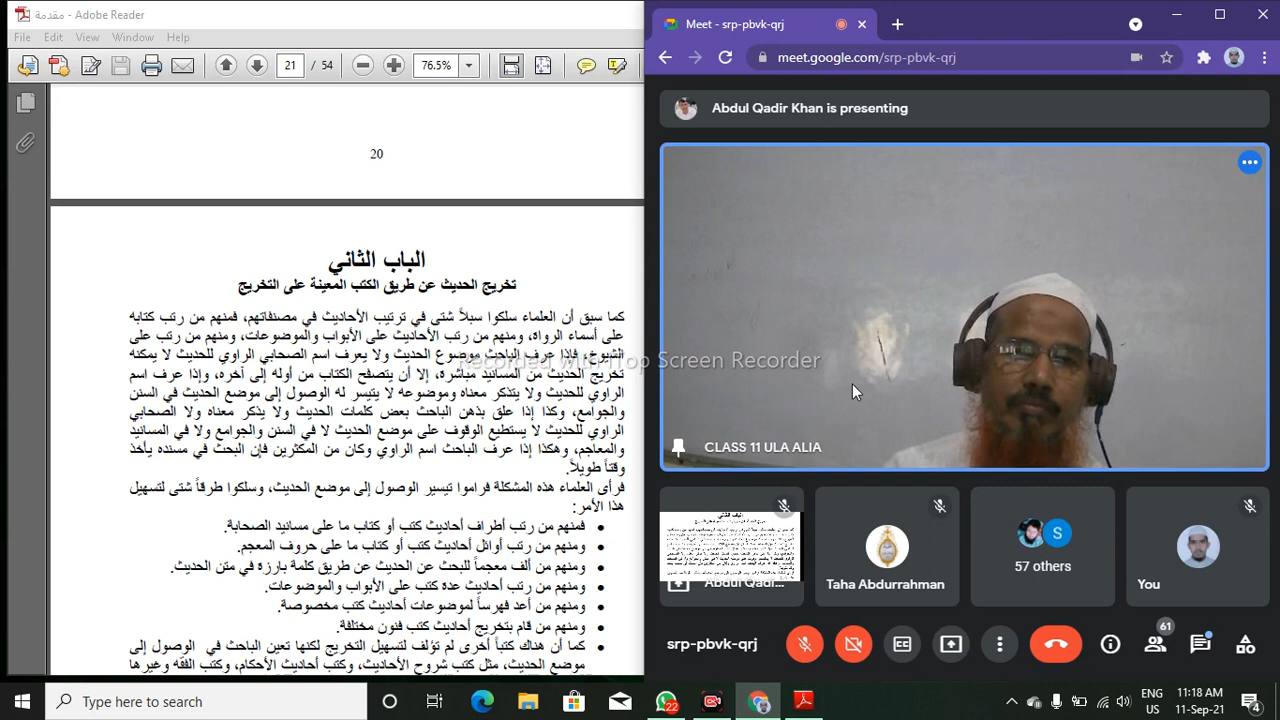 مقدمة - Adobe Reader
File Edit View Window Help
21 / 54 76.5%
20
الباب الثاني
تخريج الحديث عن طريق الكتب المعينة على التخريج
كما سبق أن العلماء سلكوا سبلاً شتى في ترتيب الأحاديث في مصنفاتهم، فمنهم من رتب كتابه
على أسماء الرواة، ومنهم من رتب الأحاديث على الأبواب والموضوعات، ومنهم من رتب على
الشيوخ، فإذا عرف الباحث موضوع الحديث ولا يعرف اسم الصحابي الراوي للحديث لا يمكنه
تخريج الحديث من المسانيد مباشرة، إلا أن يتصفح الكتاب من أوله إلى آخره، وإذا عرف اسم
الراوي للحديث ولا يتذكر معناه وموضوعه لا يتيسر له الوصول إلى موضع الحديث في السنن
والجوامع، وكذا إذا علق بذهن الباحث بعض كلمات الحديث ولا يذكر معناه ولا الصحابي
الراوي للحديث لا يستطيع الوقوف على موضع الحديث لا في السنن والجوامع ولا في المسانيد
والمعاجم، وهكذا إذا عرف الباحث اسم الراوي وكان من المكثرين فإن البحث في مسنده يأخذ
وقتاً طويلاً.
فرأى العلماء هذه المشكلة فراموا تيسير الوصول إلى موضع الحديث، وسلكوا طرقاً شتى لتسهيل
هذا الأمر:
• فمنهم من رتب أطراف أحاديث كتب أو كتاب ما على مسانيد الصحابة.
• ومنهم من رتب أوائل أحاديث كتب أو كتاب ما على حروف المعجم.
• ومنهم من ألف معجماً للبحث عن الحديث عن طريق كلمة بارزة في متن الحديث.
• ومنهم من رتب أحاديث عدة كتب على الأبواب والموضوعات.
• ومنهم من أعد فهرساً لموضوعات أحاديث كتب مخصوصة.
• ومنهم من قام بتخريج أحاديث كتب فنون مختلفة.
كما أن هناك كتباً أخرى لم تؤلف لتسهيل التخريج لكنها تعين الباحث في الوصول إلى
موضع الحديث، مثل كتب شروح الأحاديث، وكتب أحاديث الأحكام، وكتب الفقه وغيرها
Recorded with iTop Screen Recorder
Meet - srp-pbvk-qrj
meet.google.com/srp-pbvk-qrj
Abdul Qadir Khan is presenting
CLASS 11 ULA ALIA
Abdul Qadi...
Taha Abdurrahman
S
57 others
You
srp-pbvk-qrj
CC
61
Type here to search
22
ENG
US
11:18 AM
11-Sep-21
4